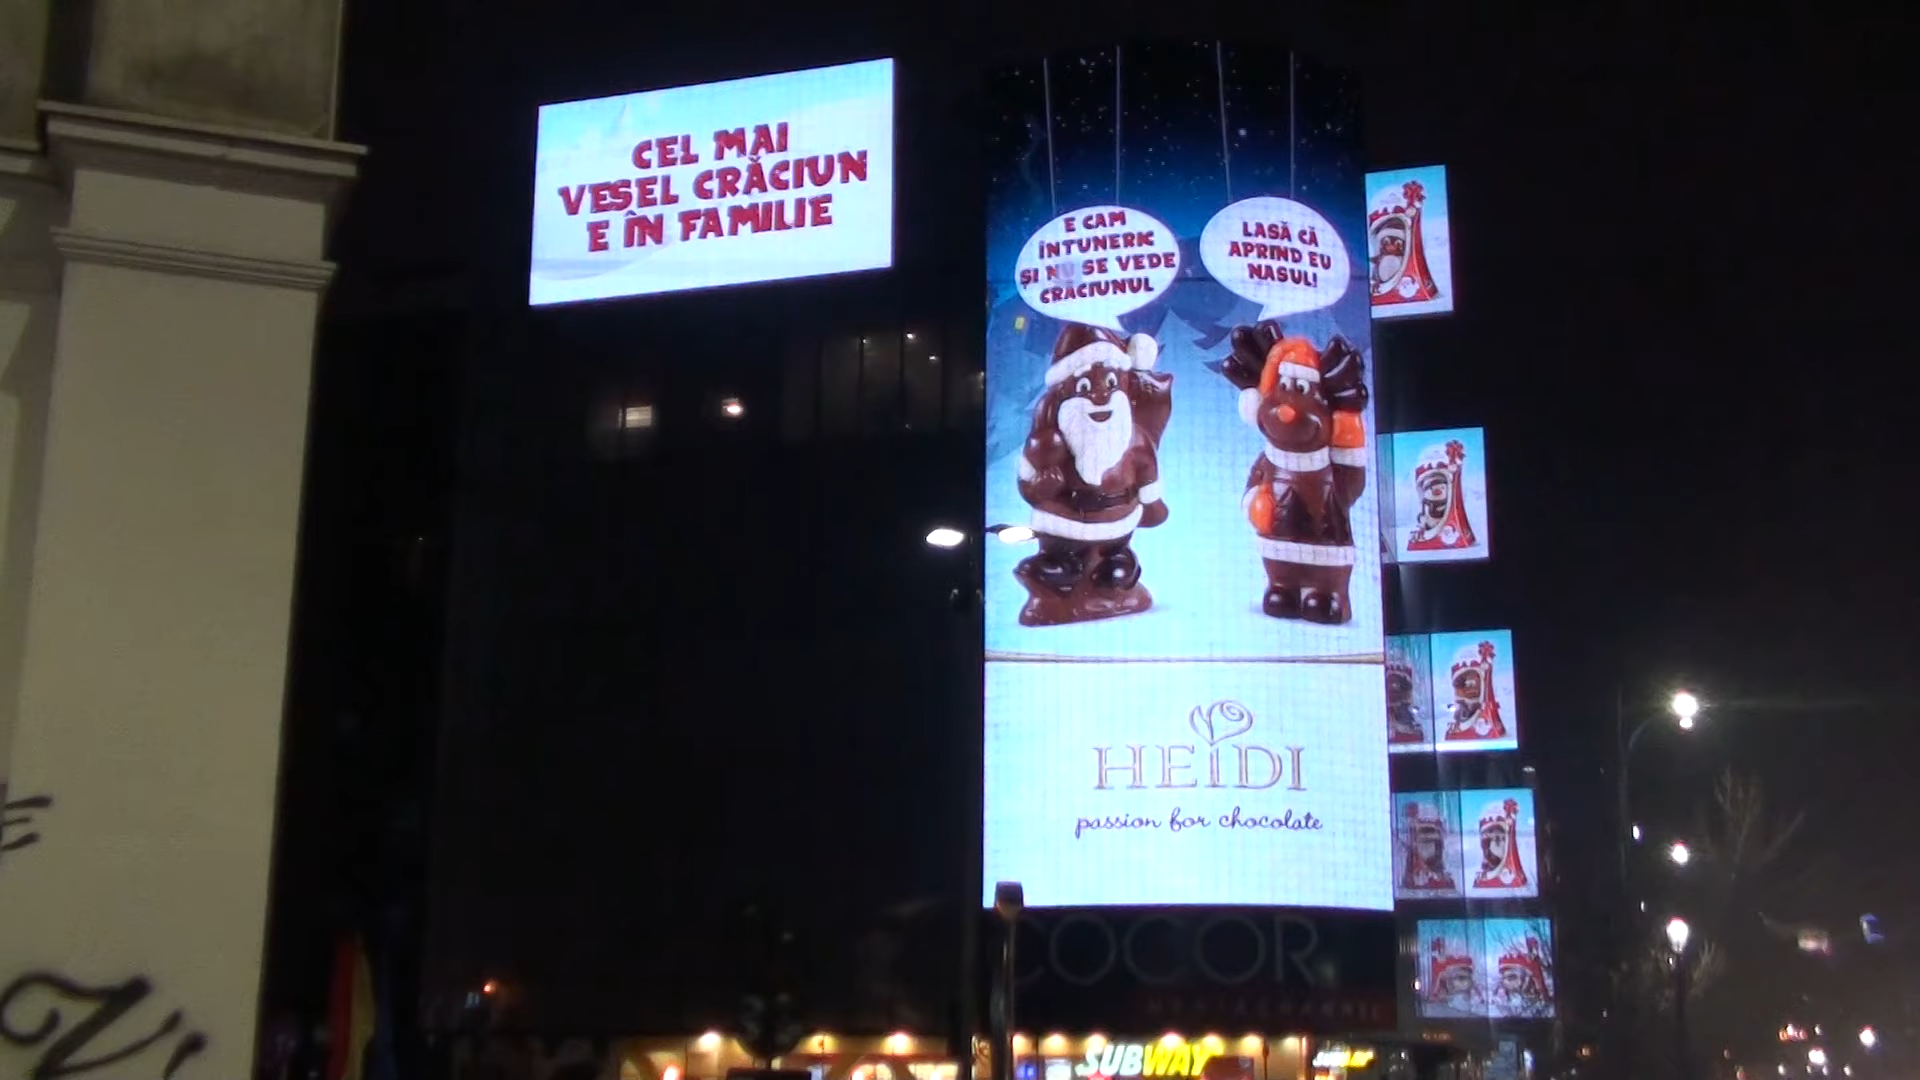 CEL MAI
VESEL CRĂCIUN
E ÎN FAMILIE
E CAM
ÎNTUNERIC
ȘI NU SE VEDE
CRĂCIUNUL
LASĂ CĂ
APRIND EU
NASUL!
HEIDI
passion for chocolate
COCOR
SUBWAY